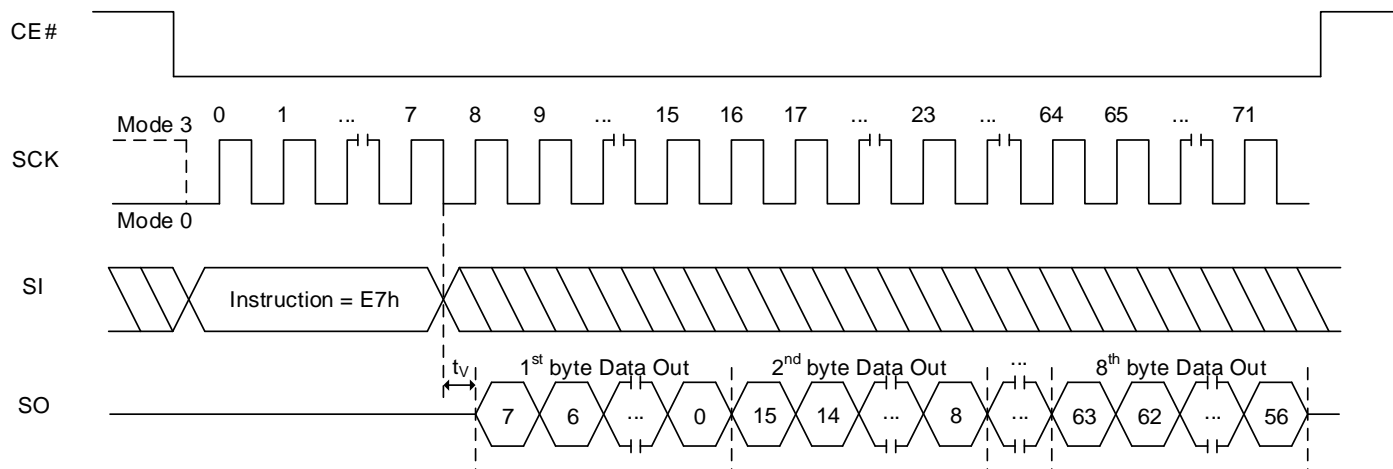 CE#
0 1 ... 7 8 9 ... 15 16 17 ... 23 ... 64 65 ... 71
Mode 3
SCK
Mode 0
SI
Instruction = E7h
tV 1st byte Data Out 2nd byte Data Out ... 8th byte Data Out
SO
7 6 ... 0 15 14 ... 8 ... 63 62 ... 56